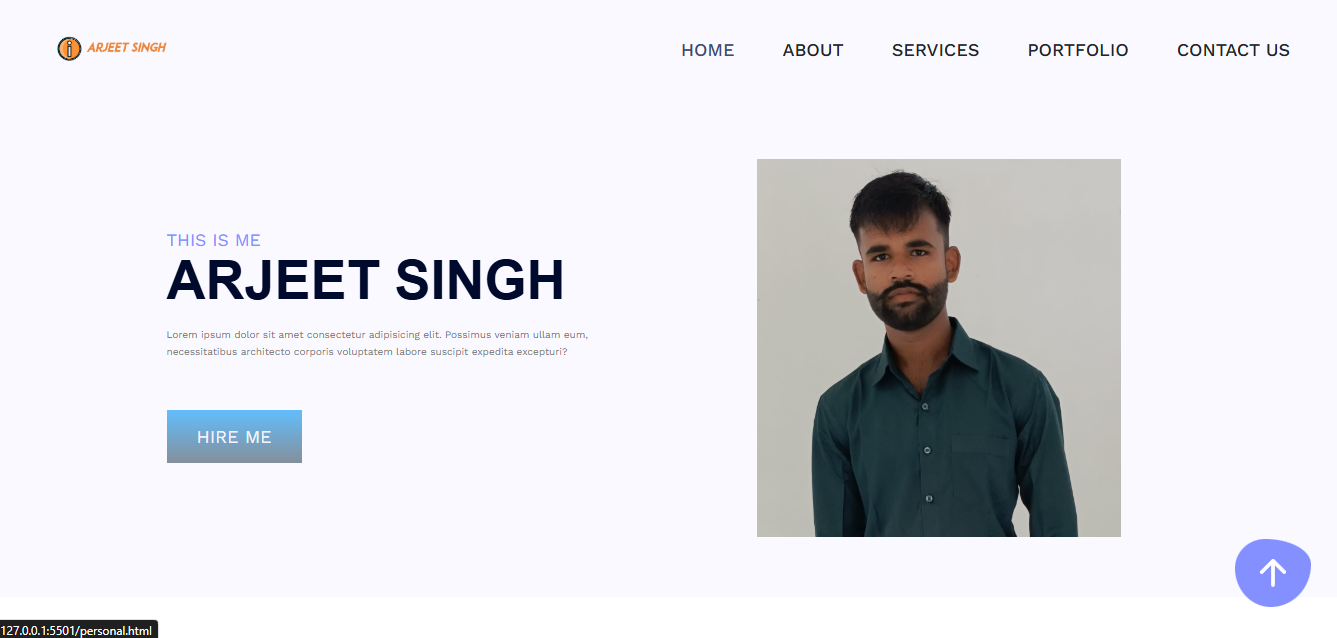 ARJEET SINGH
HOME ABOUT SERVICES PORTFOLIO CONTACT US
THIS IS ME
ARJEET SINGH
Lorem ipsum dolor sit amet consectetur adipisicing elit. Possimus veniam ullam eum,
necessitatibus architecto corporis voluptatem labore suscipit expedita excepturi?
HIRE ME
127.0.0.1:5501/personal.html